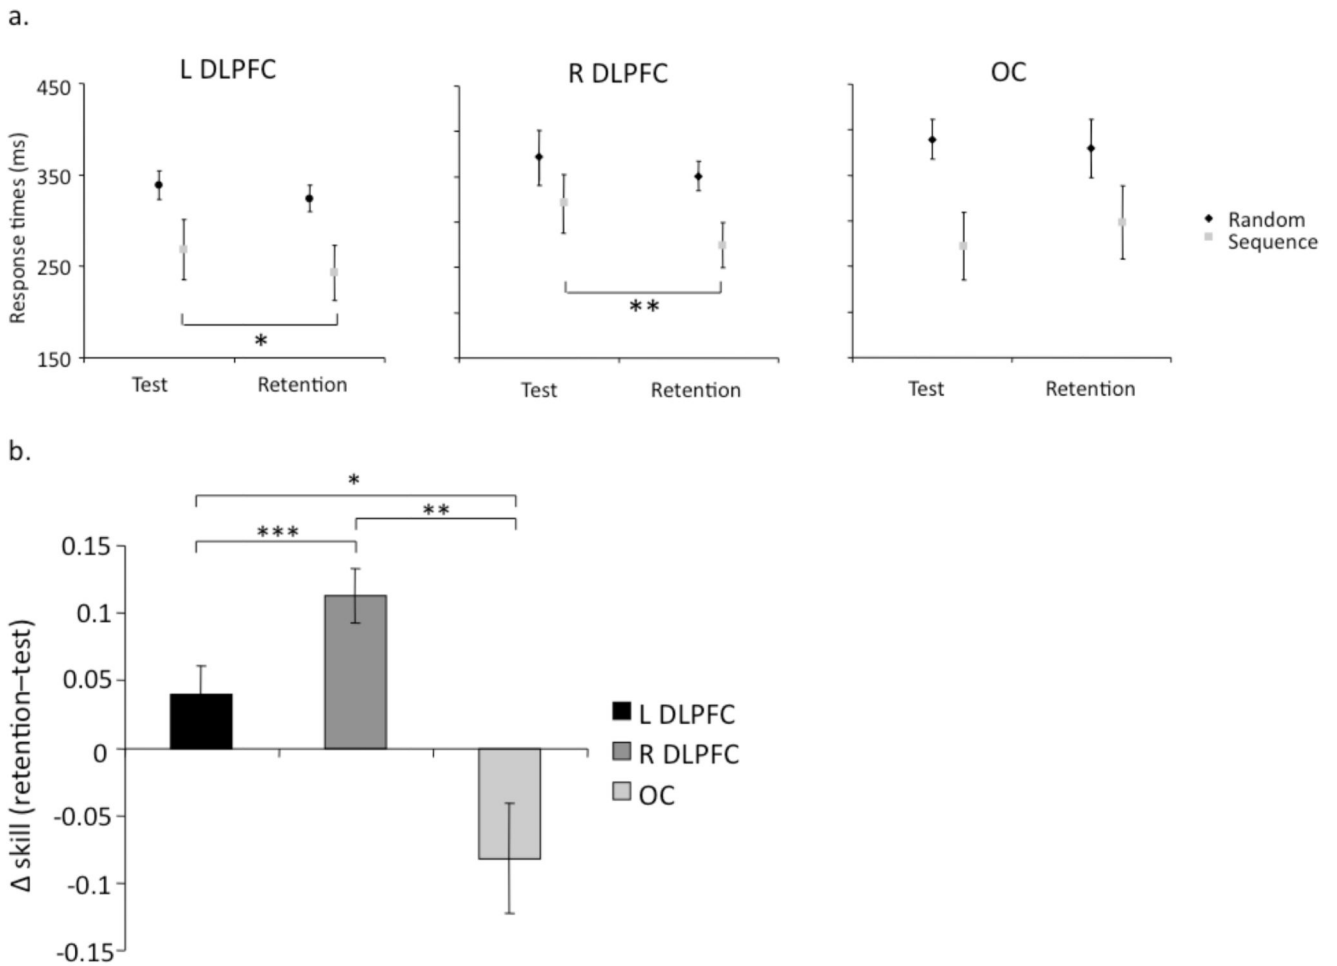 a.
L DLPFC
R DLPFC
OC
Response times (ms)
450
350
250
150
*
**
Test
Retention
Test
Retention
Test
Retention
Random
Sequence
b.
*
**
***
Δ skill (retention–test)
0.15
0.1
0.05
0
-0.05
-0.1
-0.15
L DLPFC
R DLPFC
OC